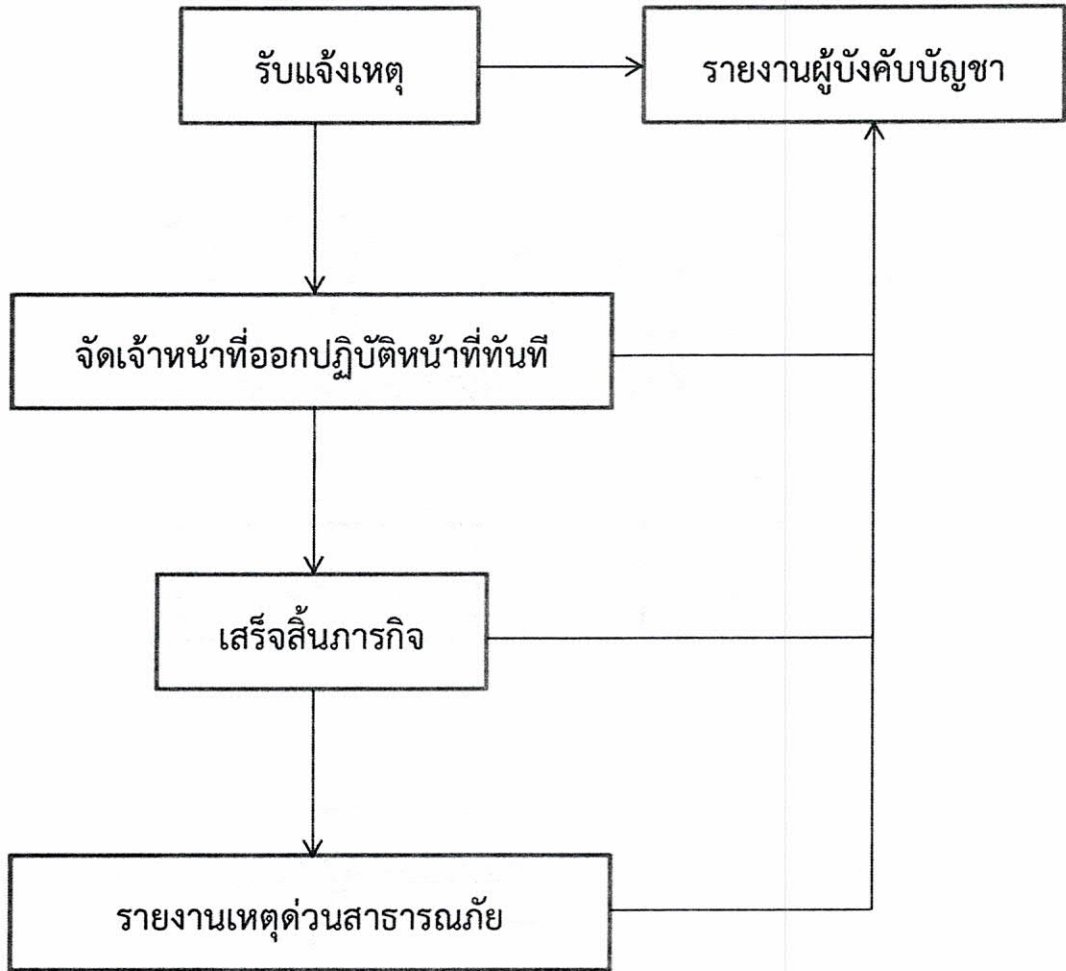 รับแจ้งเหตุ
รายงานผู้บังคับบัญชา
จัดเจ้าหน้าที่ออกปฏิบัติหน้าที่ทันที
เสร็จสิ้นภารกิจ
รายงานเหตุด่วนสาธารณภัย